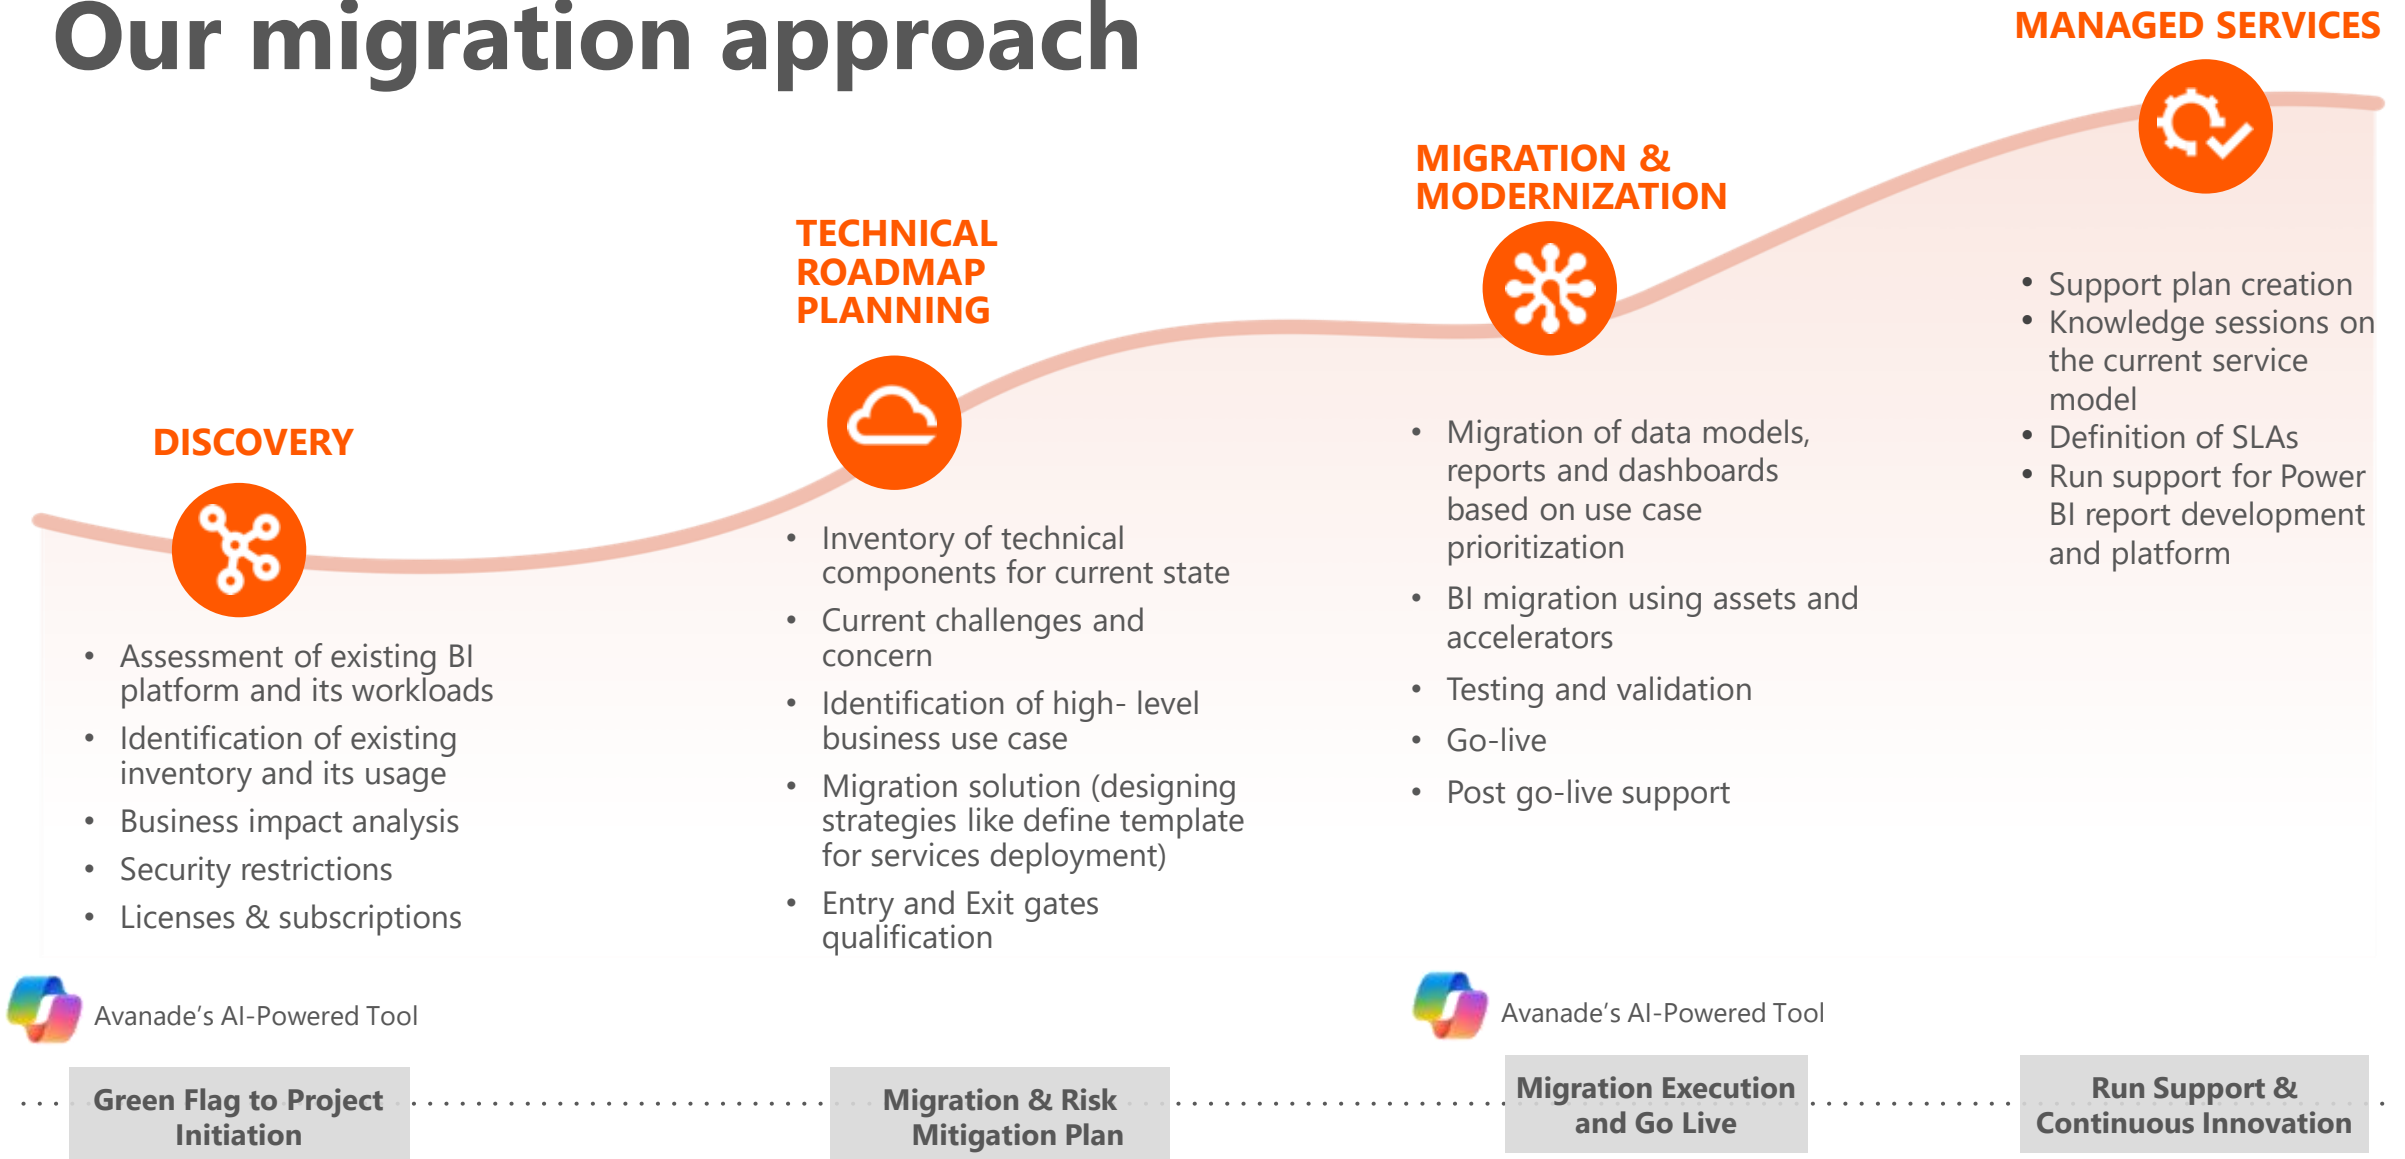 Our migration approach
DISCOVERY
• Assessment of existing BI
platform and its workloads
• Identification of existing
inventory and its usage
• Business impact analysis
• Security restrictions
• Licenses & subscriptions
Avanade’s AI-Powered Tool
Green Flag to Project
Initiation
TECHNICAL
ROADMAP
PLANNING
• Inventory of technical
components for current state
• Current challenges and
concern
• Identification of high- level
business use case
• Migration solution (designing
strategies like define template
for services deployment)
• Entry and Exit gates
qualification
Migration & Risk
Mitigation Plan
MIGRATION &
MODERNIZATION
• Migration of data models,
reports and dashboards
based on use case
prioritization
• BI migration using assets and
accelerators
• Testing and validation
• Go-live
• Post go-live support
Avanade’s AI-Powered Tool
Migration Execution
and Go Live
MANAGED SERVICES
• Support plan creation
• Knowledge sessions on
the current service
model
• Definition of SLAs
• Run support for Power
BI report development
and platform
Run Support &
Continuous Innovation